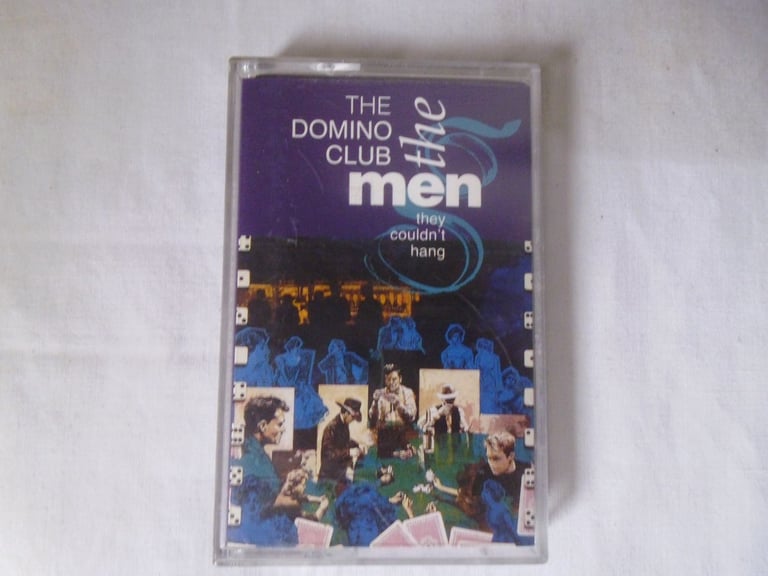 THE
DOMINO
CLUB
the
men
they
couldn't
hang